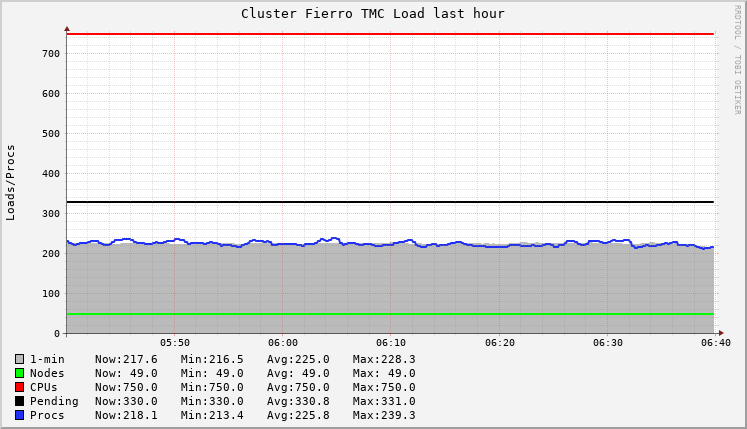 Cluster Fierro TMC Load last hour
RRDTOOL / TOBI OETIKER
Loads/Procs
700
600
500
400
300
200
100
0
05:50 06:00 06:10 06:20 06:30 06:40
1-min Now:217.6 Min:216.5 Avg:225.0 Max:228.3
Nodes Now: 49.0 Min: 49.0 Avg: 49.0 Max: 49.0
CPUs Now:750.0 Min:750.0 Avg:750.0 Max:750.0
Pending Now:330.0 Min:330.0 Avg:330.8 Max:331.0
Procs Now:218.1 Min:213.4 Avg:225.8 Max:239.3